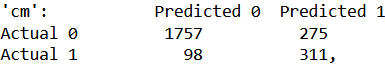 'cm': Predicted 0 Predicted 1
Actual 0 1757 275
Actual 1 98 311,